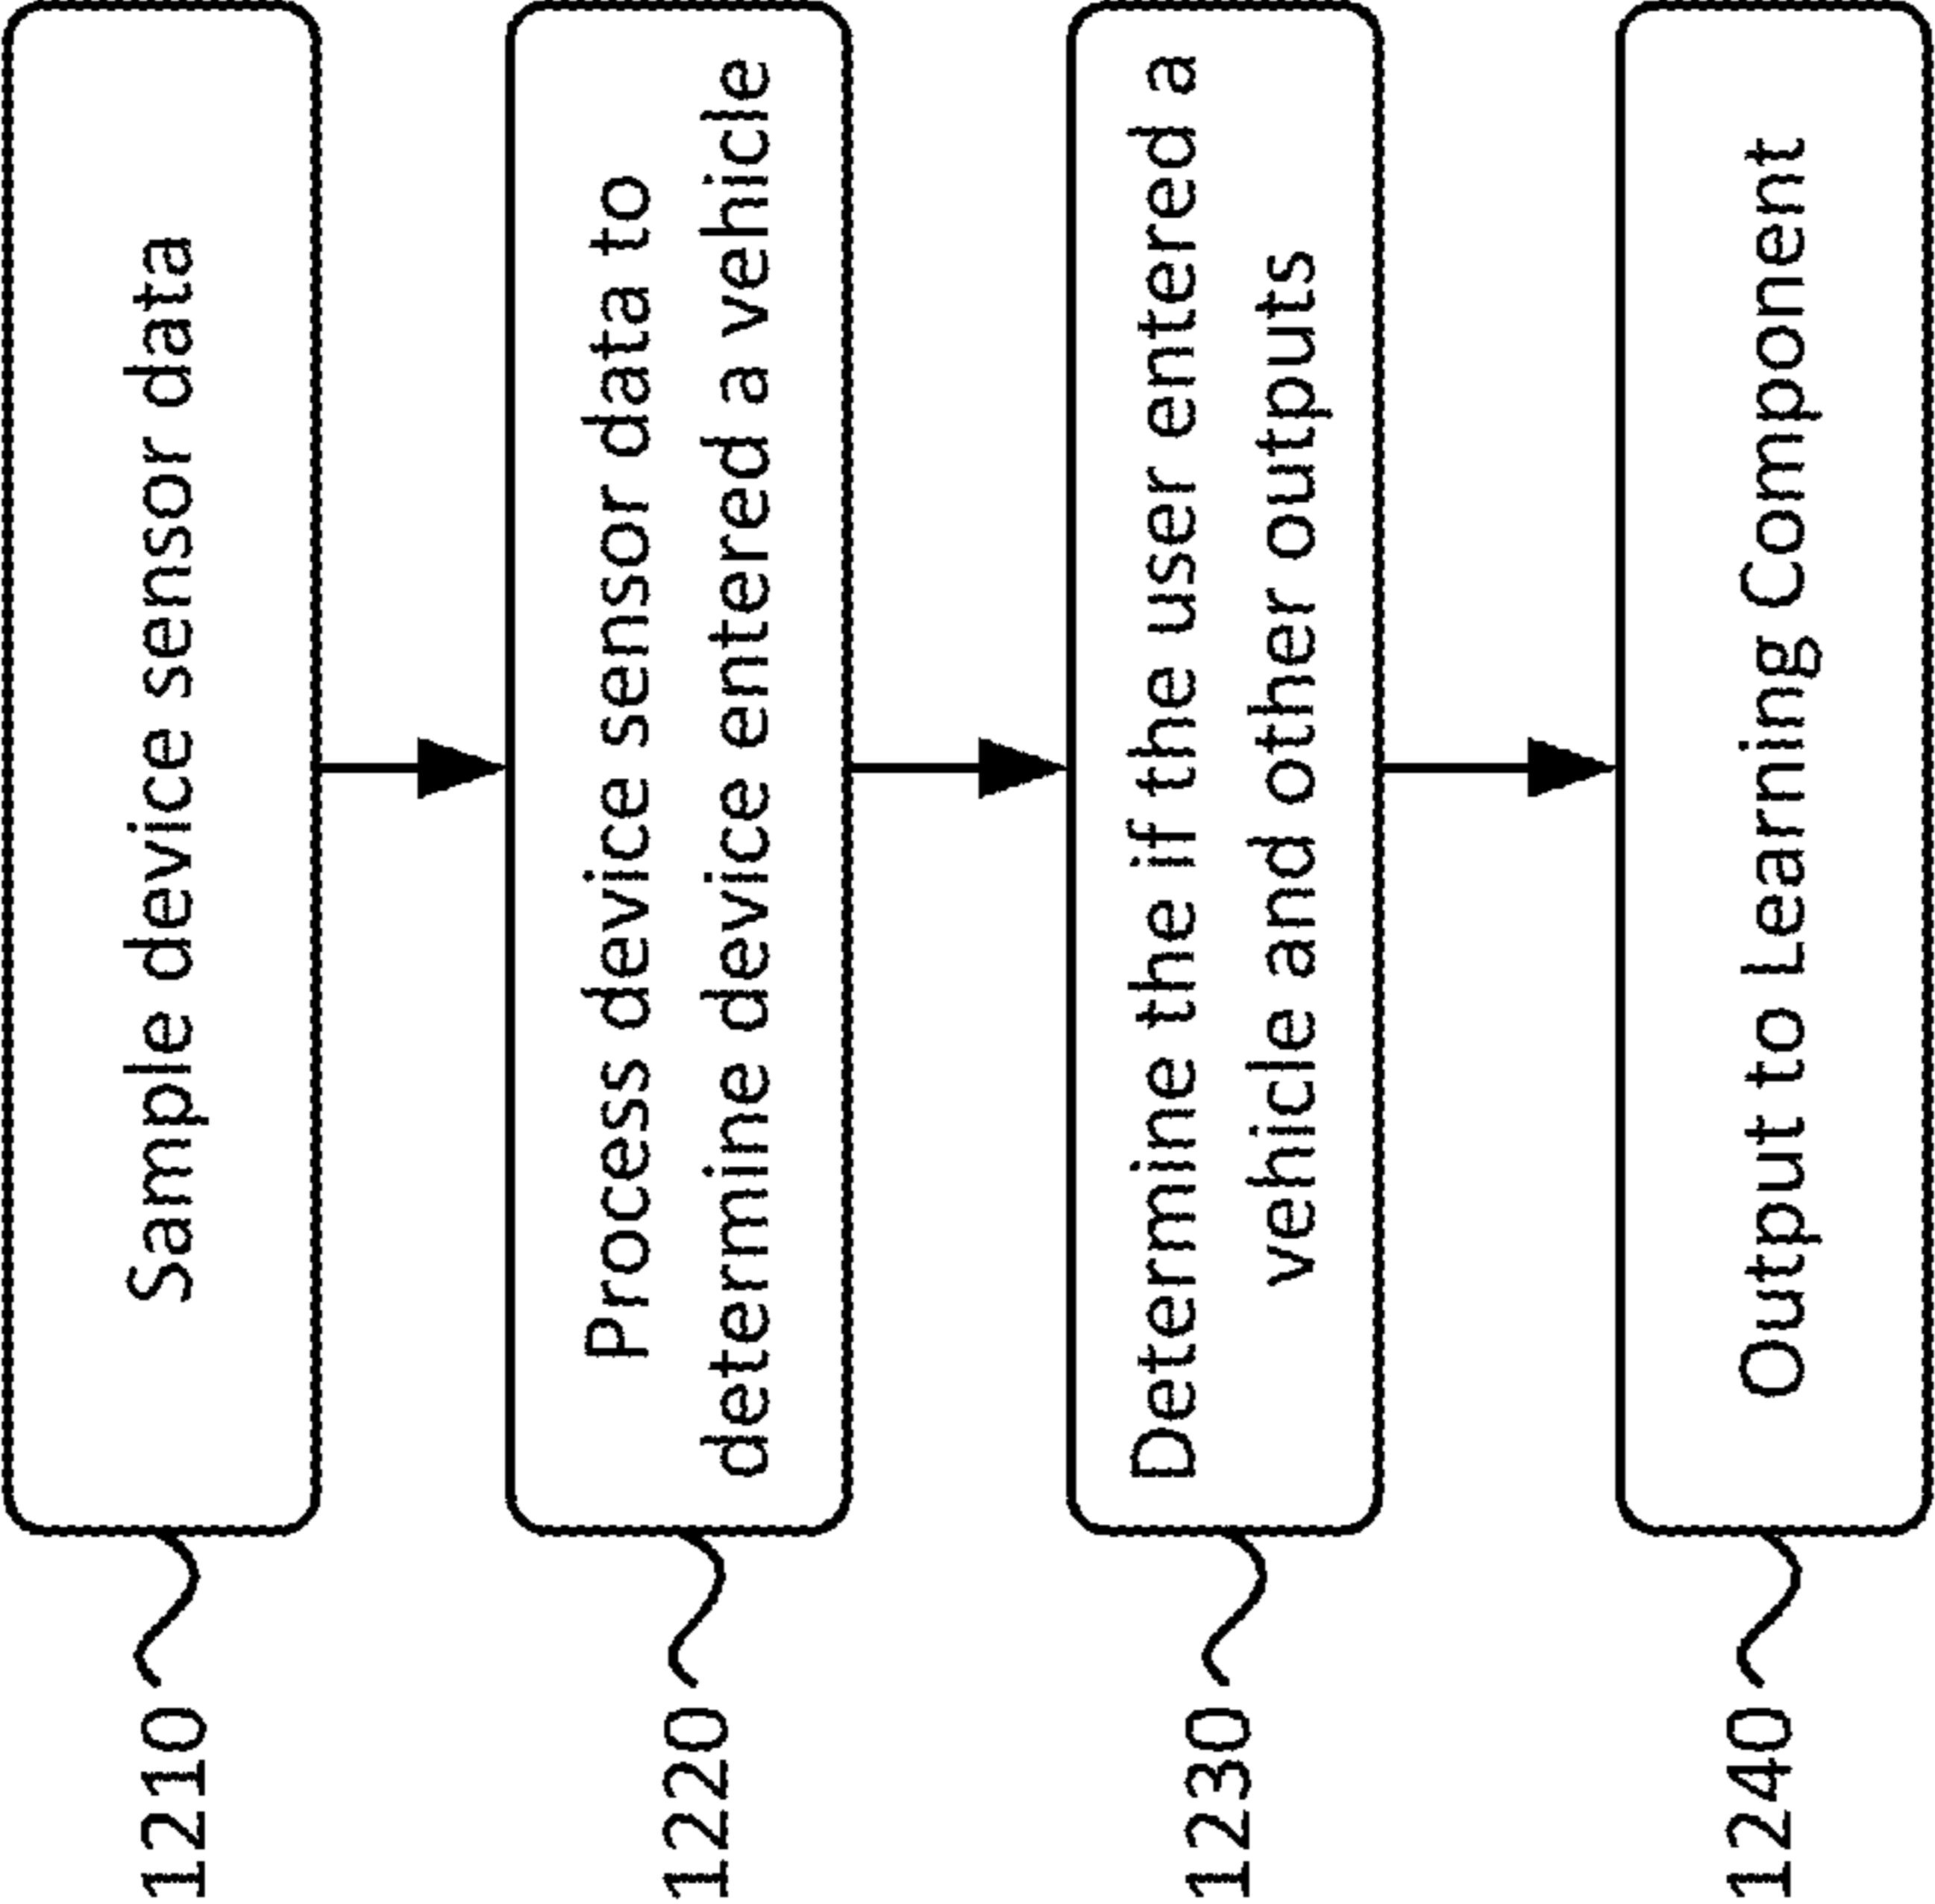 1210
Sample device sensor data
1220
Process device sensor data to
determine device entered a vehicle
1230
Determine the if the user entered a
vehicle and other outputs
1240
Output to Learning Component